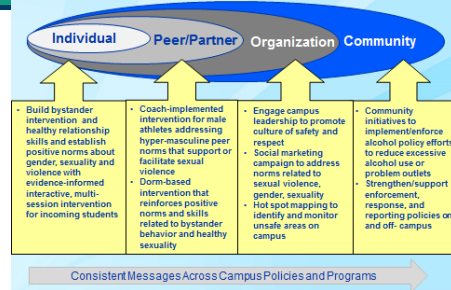 Individual
Peer/Partner
Organization
Community
• Build bystander
intervention and
healthy relationship
skills and establish
positive norms about
gender, sexuality and
violence with
evidence-informed
interactive, multi-
session intervention
for incoming students
• Coach-implemented
intervention for male
athletes addressing
hyper-masculine peer
norms that support or
facilitate sexual
violence
• Dorm-based
intervention that
reinforces positive
norms and skills
related to bystander
behavior and healthy
sexuality
• Engage campus
leadership to promote
culture of safety and
respect
• Social marketing
campaign to address
norms related to
sexual violence,
gender, sexuality
• Hot spot mapping to
identify and monitor
unsafe areas on
campus
• Community
initiatives to
implement/enforce
alcohol policy efforts
to reduce excessive
alcohol use or
problem outlets
• Strengthen/support
enforcement,
response, and
reporting policies on
and off- campus
Consistent Messages Across Campus Policies and Programs